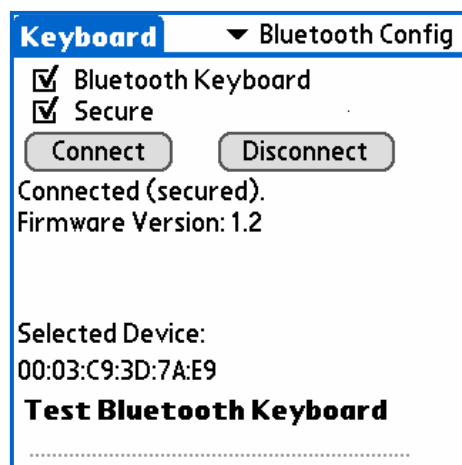 Keyboard ▼ Bluetooth Config
Bluetooth Keyboard
Secure
Connect Disconnect
Connected (secured).
Firmware Version: 1.2
Selected Device:
00:03:C9:3D:7A:E9
Test Bluetooth Keyboard